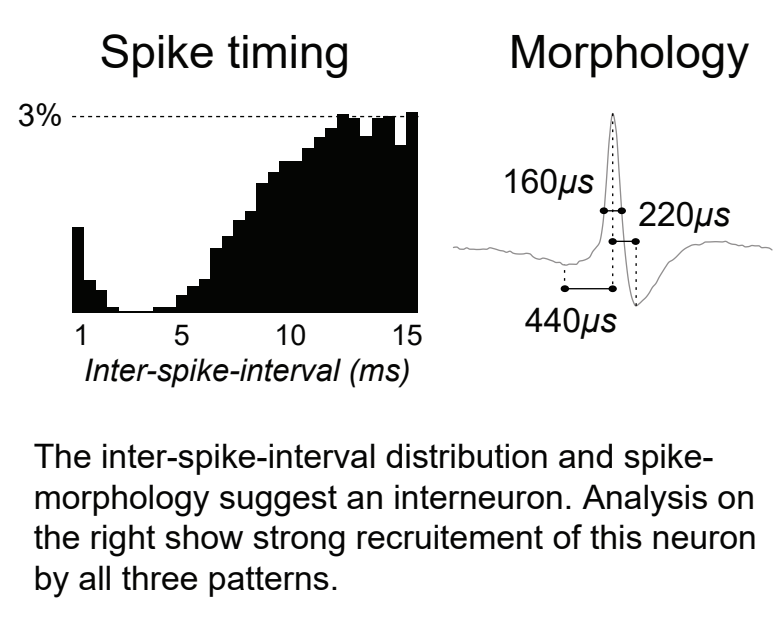 Spike timing
Morphology
3%
160μs
220μs
440μs
1 5 10 15
Inter-spike-interval (ms)
The inter-spike-interval distribution and spike-
morphology suggest an interneuron. Analysis on
the right show strong recruitement of this neuron
by all three patterns.